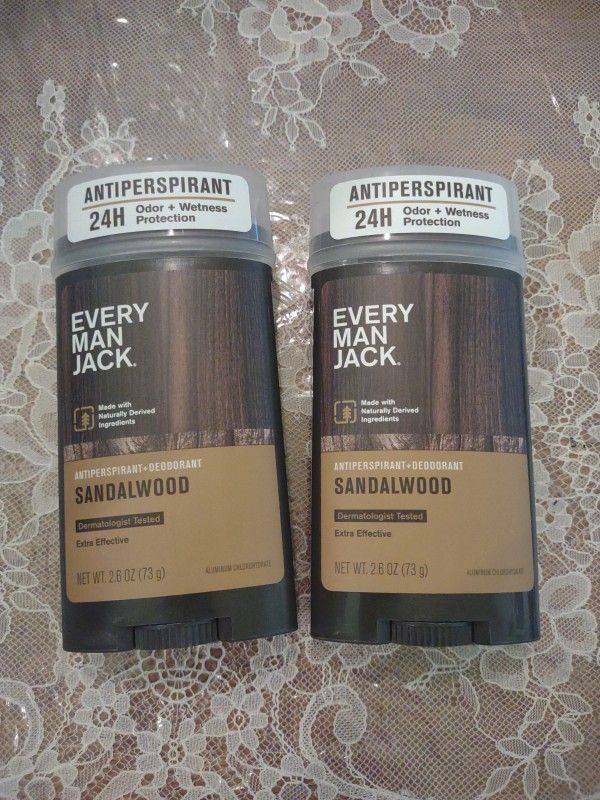 ANTIPERSPIRANT
24H Odor + Wetness
Protection
EVERY
MAN
JACK®
Made with
Naturally Derived
Ingredients
ANTIPERSPIRANT+DEODORANT
SANDALWOOD
Dermatologist Tested
Extra Effective
NET WT. 2.6 OZ (73 g)
ALUMINUM CHLOROHYDRATE
ANTIPERSPIRANT
24H Odor + Wetness
Protection
EVERY
MAN
JACK®
Made with
Naturally Derived
Ingredients
ANTIPERSPIRANT+DEODORANT
SANDALWOOD
Dermatologist Tested
Extra Effective
NET WT. 2.6 OZ (73 g)
ALUMINUM CHLOROHYDRATE